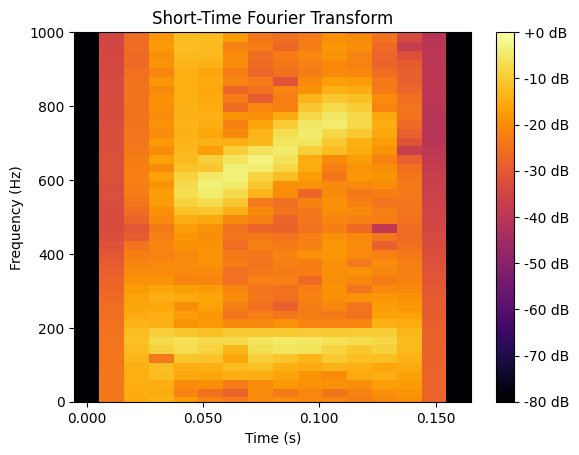 Short-Time Fourier Transform
1000
800
600
400
200
0
Frequency (Hz)
0.000
0.050
0.100
0.150
Time (s)
+0 dB
-10 dB
-20 dB
-30 dB
-40 dB
-50 dB
-60 dB
-70 dB
-80 dB